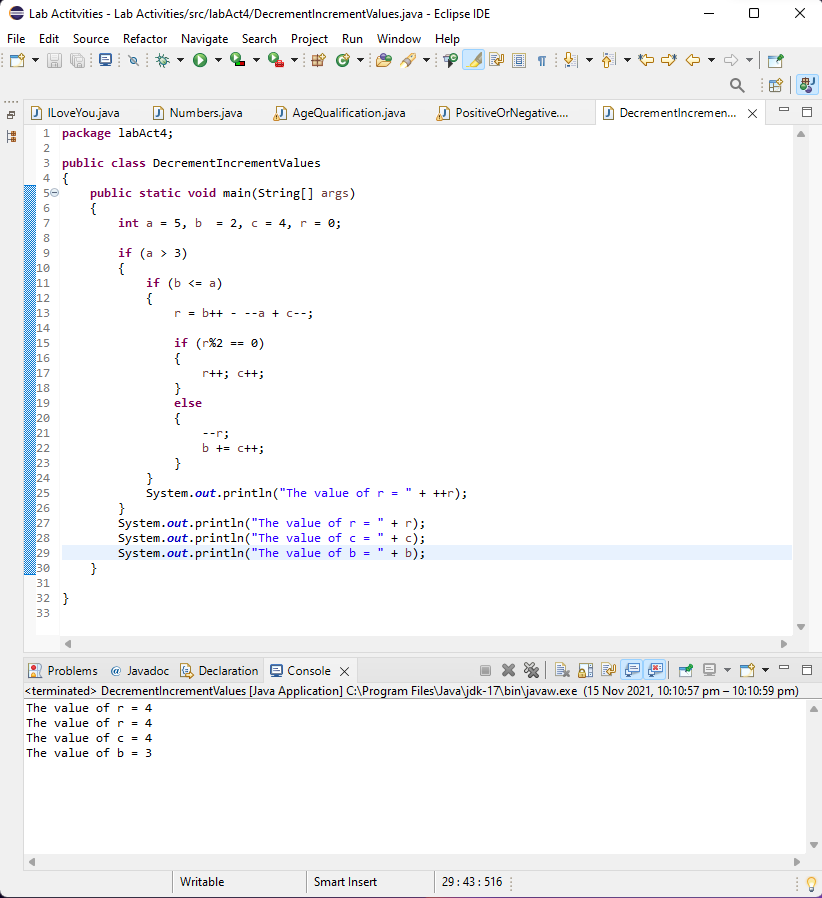 Lab Actitvities - Lab Activities/src/labAct4/DecrementIncrementValues.java - Eclipse IDE
File Edit Source Refactor Navigate Search Project Run Window Help
ILoveYou.java Numbers.java AgeQualification.java PositiveOrNegative.... DecrementIncremen...
1 package labAct4;
2
3 public class DecrementIncrementValues
4 {
5 public static void main(String[] args)
6 {
7 int a = 5, b  = 2, c = 4, r = 0;
8
9 if (a > 3)
10 {
11 if (b <= a)
12 {
13 r = b++ - --a + c--;
14
15 if (r%2 == 0)
16 {
17 r++; c++;
18 }
19 else
20 {
21 --r;
22 b += c++;
23 }
24 }
25 System.out.println("The value of r = " + ++r);
26 }
27 System.out.println("The value of r = " + r);
28 System.out.println("The value of c = " + c);
29 System.out.println("The value of b = " + b);
30 }
31
32 }
33
Problems @ Javadoc Declaration Console
<terminated> DecrementIncrementValues [Java Application] C:\Program Files\Java\jdk-17\bin\javaw.exe (15 Nov 2021, 10:10:57 pm – 10:10:59 pm)
The value of r = 4
The value of r = 4
The value of c = 4
The value of b = 3
Writable Smart Insert 29 : 43 : 516